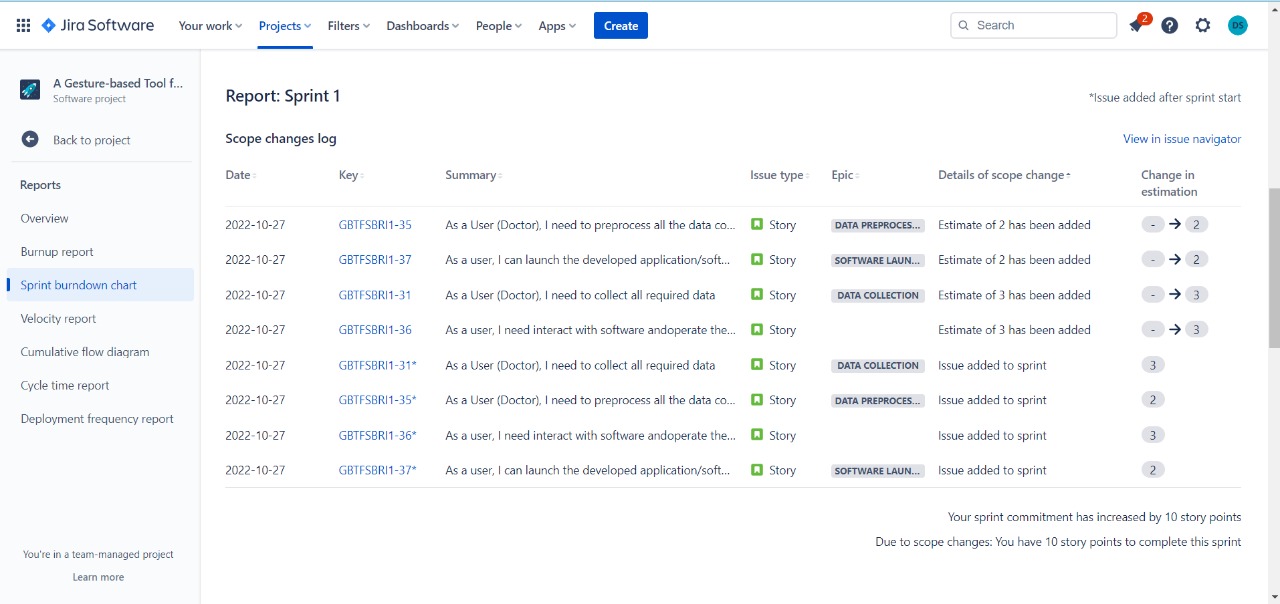 Jira Software Your work Projects Filters Dashboards People Apps Create Search 2 DS
A Gesture-based Tool f...
Software project
Back to project
Reports
Overview
Burnup report
Sprint burndown chart
Velocity report
Cumulative flow diagram
Cycle time report
Deployment frequency report
You're in a team-managed project
Learn more
Report: Sprint 1
*Issue added after sprint start
Scope changes log View in issue navigator
Date Key Summary Issue type Epic Details of scope change Change in estimation
2022-10-27 GBTFSBRI1-35 As a User (Doctor), I need to preprocess all the data co... Story DATA PREPROCES... Estimate of 2 has been added - → 2
2022-10-27 GBTFSBRI1-37 As a user, I can launch the developed application/soft... Story SOFTWARE LAUN... Estimate of 2 has been added - → 2
2022-10-27 GBTFSBRI1-31 As a User (Doctor), I need to collect all required data Story DATA COLLECTION Estimate of 3 has been added - → 3
2022-10-27 GBTFSBRI1-36 As a user, I need interact with software andoperate the... Story Estimate of 3 has been added - → 3
2022-10-27 GBTFSBRI1-31* As a User (Doctor), I need to collect all required data Story DATA COLLECTION Issue added to sprint 3
2022-10-27 GBTFSBRI1-35* As a User (Doctor), I need to preprocess all the data co... Story DATA PREPROCES... Issue added to sprint 2
2022-10-27 GBTFSBRI1-36* As a user, I need interact with software andoperate the... Story Issue added to sprint 3
2022-10-27 GBTFSBRI1-37* As a user, I can launch the developed application/soft... Story SOFTWARE LAUN... Issue added to sprint 2
Your sprint commitment has increased by 10 story points
Due to scope changes: You have 10 story points to complete this sprint